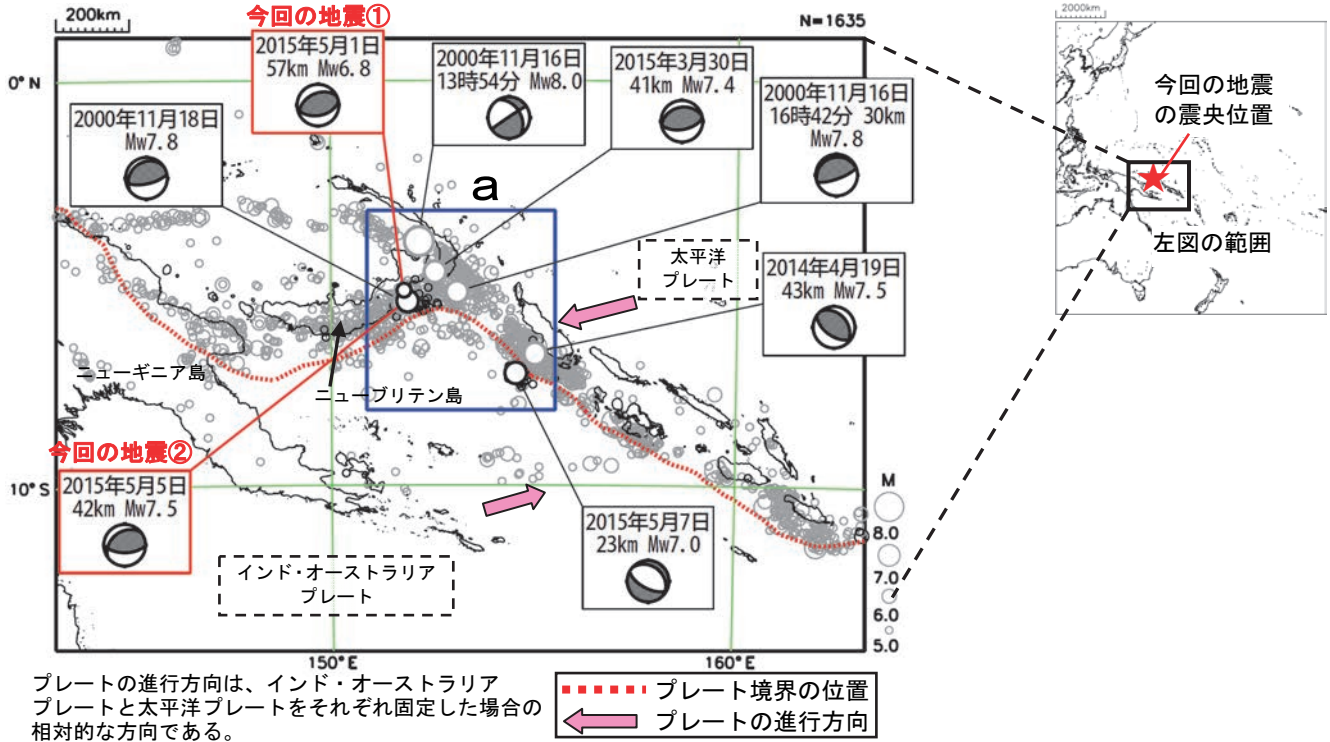 200km
今回の地震①
N=1635
2000km
2015年5月1日
57km Mw6.8
2000年11月16日
13時54分 Mw8.0
2015年3月30日
41km Mw7.4
2000年11月16日
16時42分 30km
Mw7.8
0°N
2000年11月18日
Mw7.8
今回の地震
の震央位置
a
太平洋
プレート
左図の範囲
2014年4月19日
43km Mw7.5
ニューギニア島
ニューブリテン島
今回の地震②
10°S
2015年5月5日
42km Mw7.5
2015年5月7日
23km Mw7.0
インド・オーストラリア
プレート
M
8.0
7.0
6.0
5.0
150°E
160°E
プレートの進行方向は、インド・オーストラリア
プレートと太平洋プレートをそれぞれ固定した場合の
相対的な方向である。
プレート境界の位置
プレートの進行方向